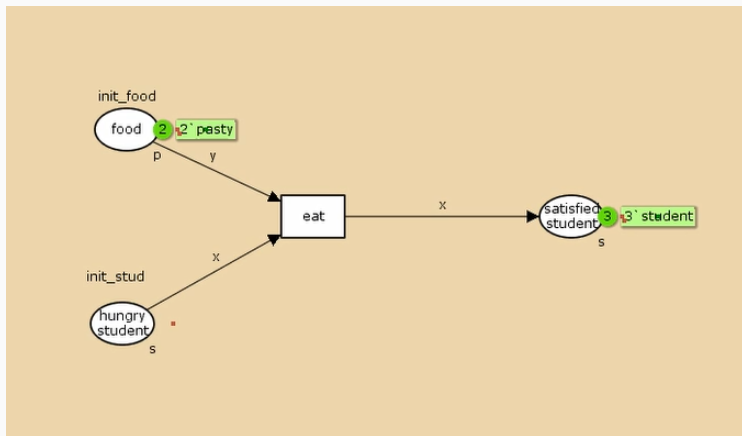 init_food
food
2
2`pasty
p
y
eat
x
satisfied
student
3
3`student
s
x
init_stud
hungry
student
s